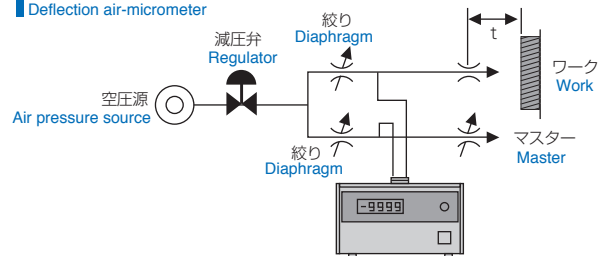 Deflection air-micrometer
絞り
Diaphragm
減圧弁
Regulator
t
ワーク
Work
空圧源
Air pressure source
マスター
Master
絞り
Diaphragm
-9999